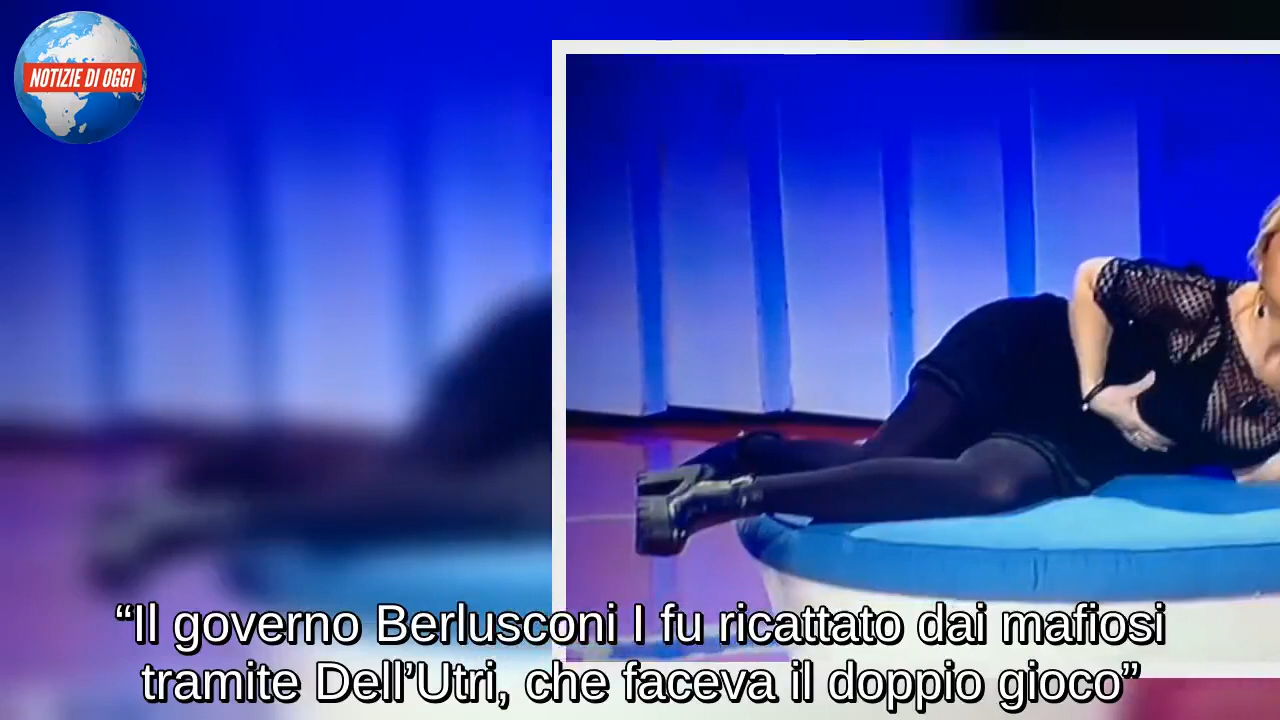 NOTIZIE DI OGGI
“Il governo Berlusconi I fu ricattato dai mafiosi
tramite Dell’Utri, che faceva il doppio gioco”